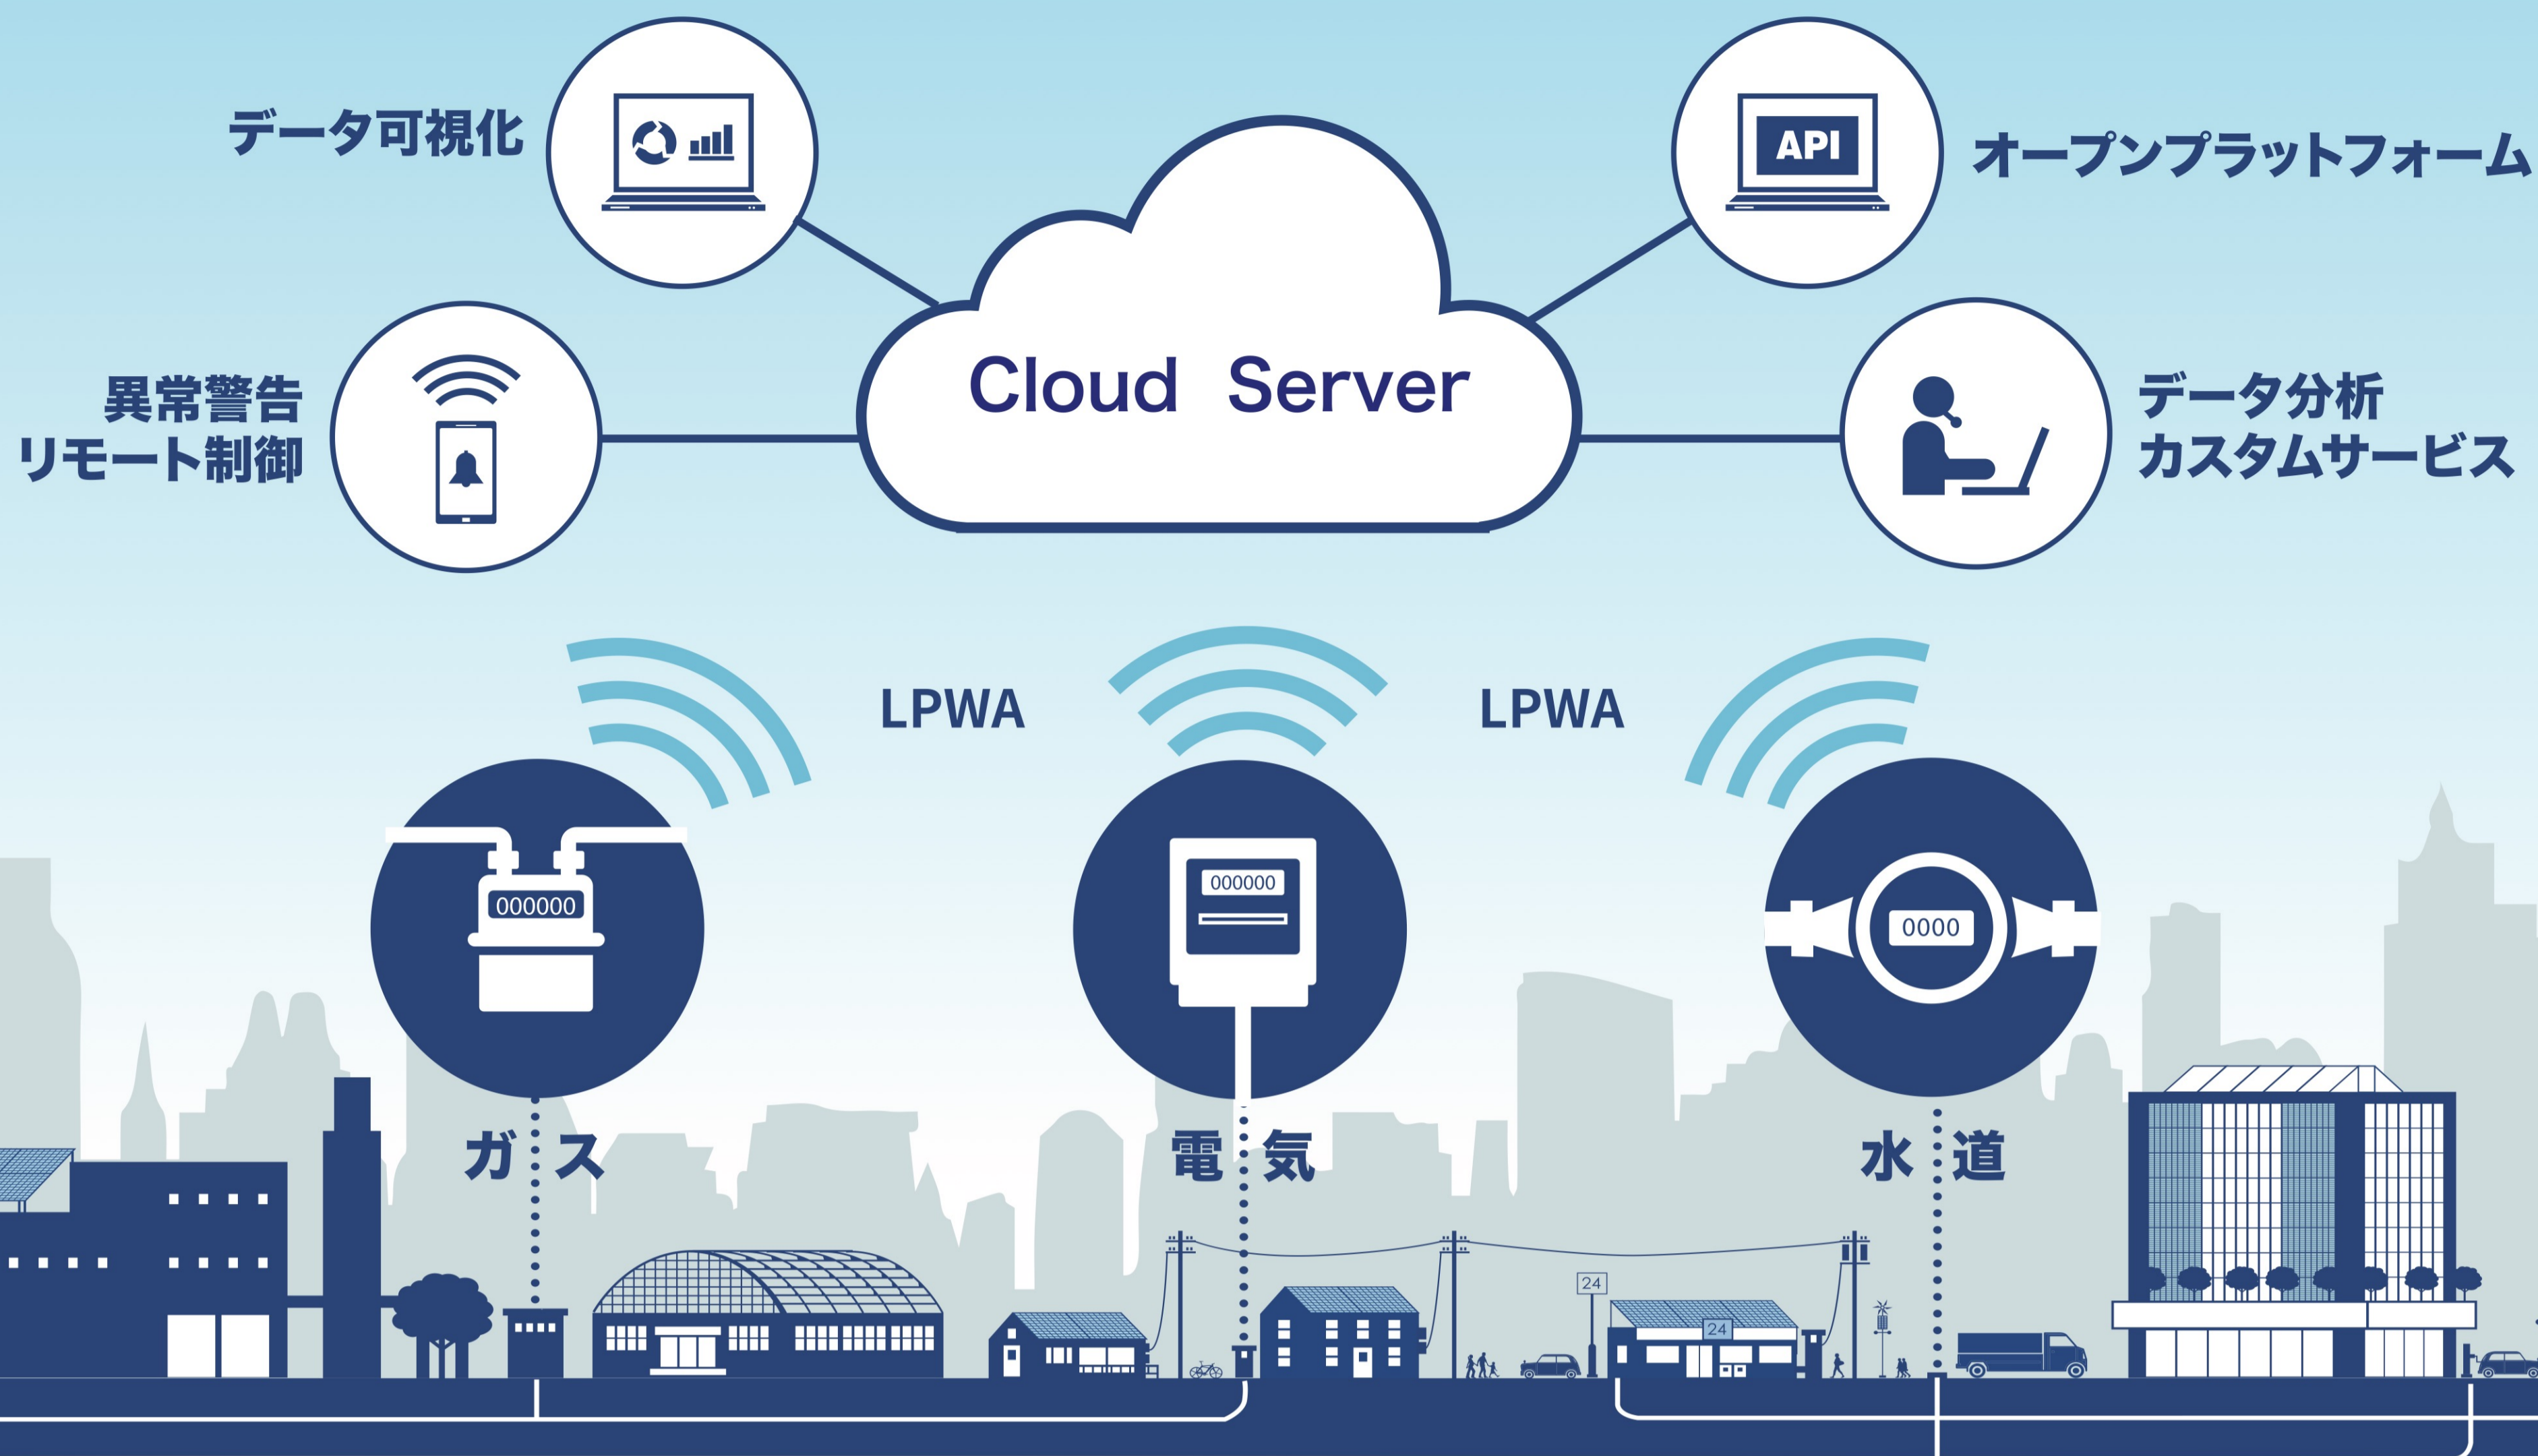 データ可視化
API
オープンプラットフォーム
異常警告
リモート制御
Cloud Server
データ分析
カスタムサービス
LPWA
LPWA
000000
000000
0000
ガス
電気
水道
24
24